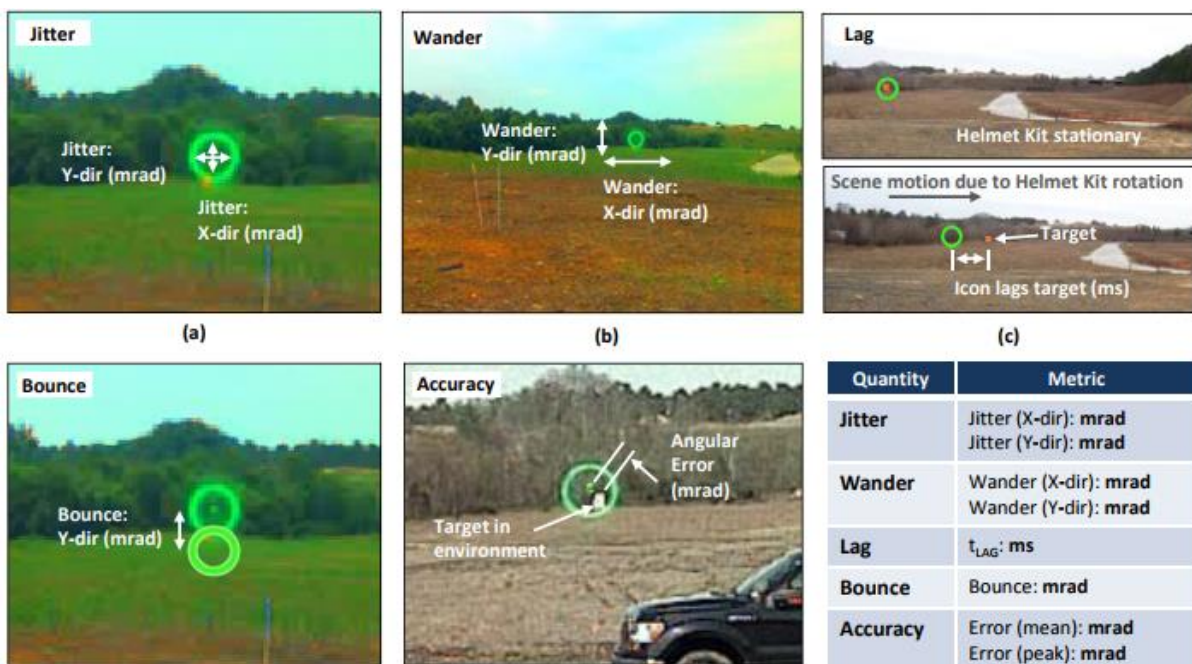 Jitter
Jitter:
Y-dir (mrad)
Jitter:
X-dir (mrad)
(a)
Wander
Wander:
Y-dir (mrad)
Wander:
X-dir (mrad)
(b)
Lag
Helmet Kit stationary
Scene motion due to Helmet Kit rotation
Target
Icon lags target (ms)
(c)
Bounce
Bounce:
Y-dir (mrad)
Accuracy
Angular
Error
(mrad)
Target in
environment
Quantity Metric
Jitter Jitter (X-dir): mrad
Jitter (Y-dir): mrad
Wander Wander (X-dir): mrad
Wander (Y-dir): mrad
Lag tLAG: ms
Bounce Bounce: mrad
Accuracy Error (mean): mrad
Error (peak): mrad